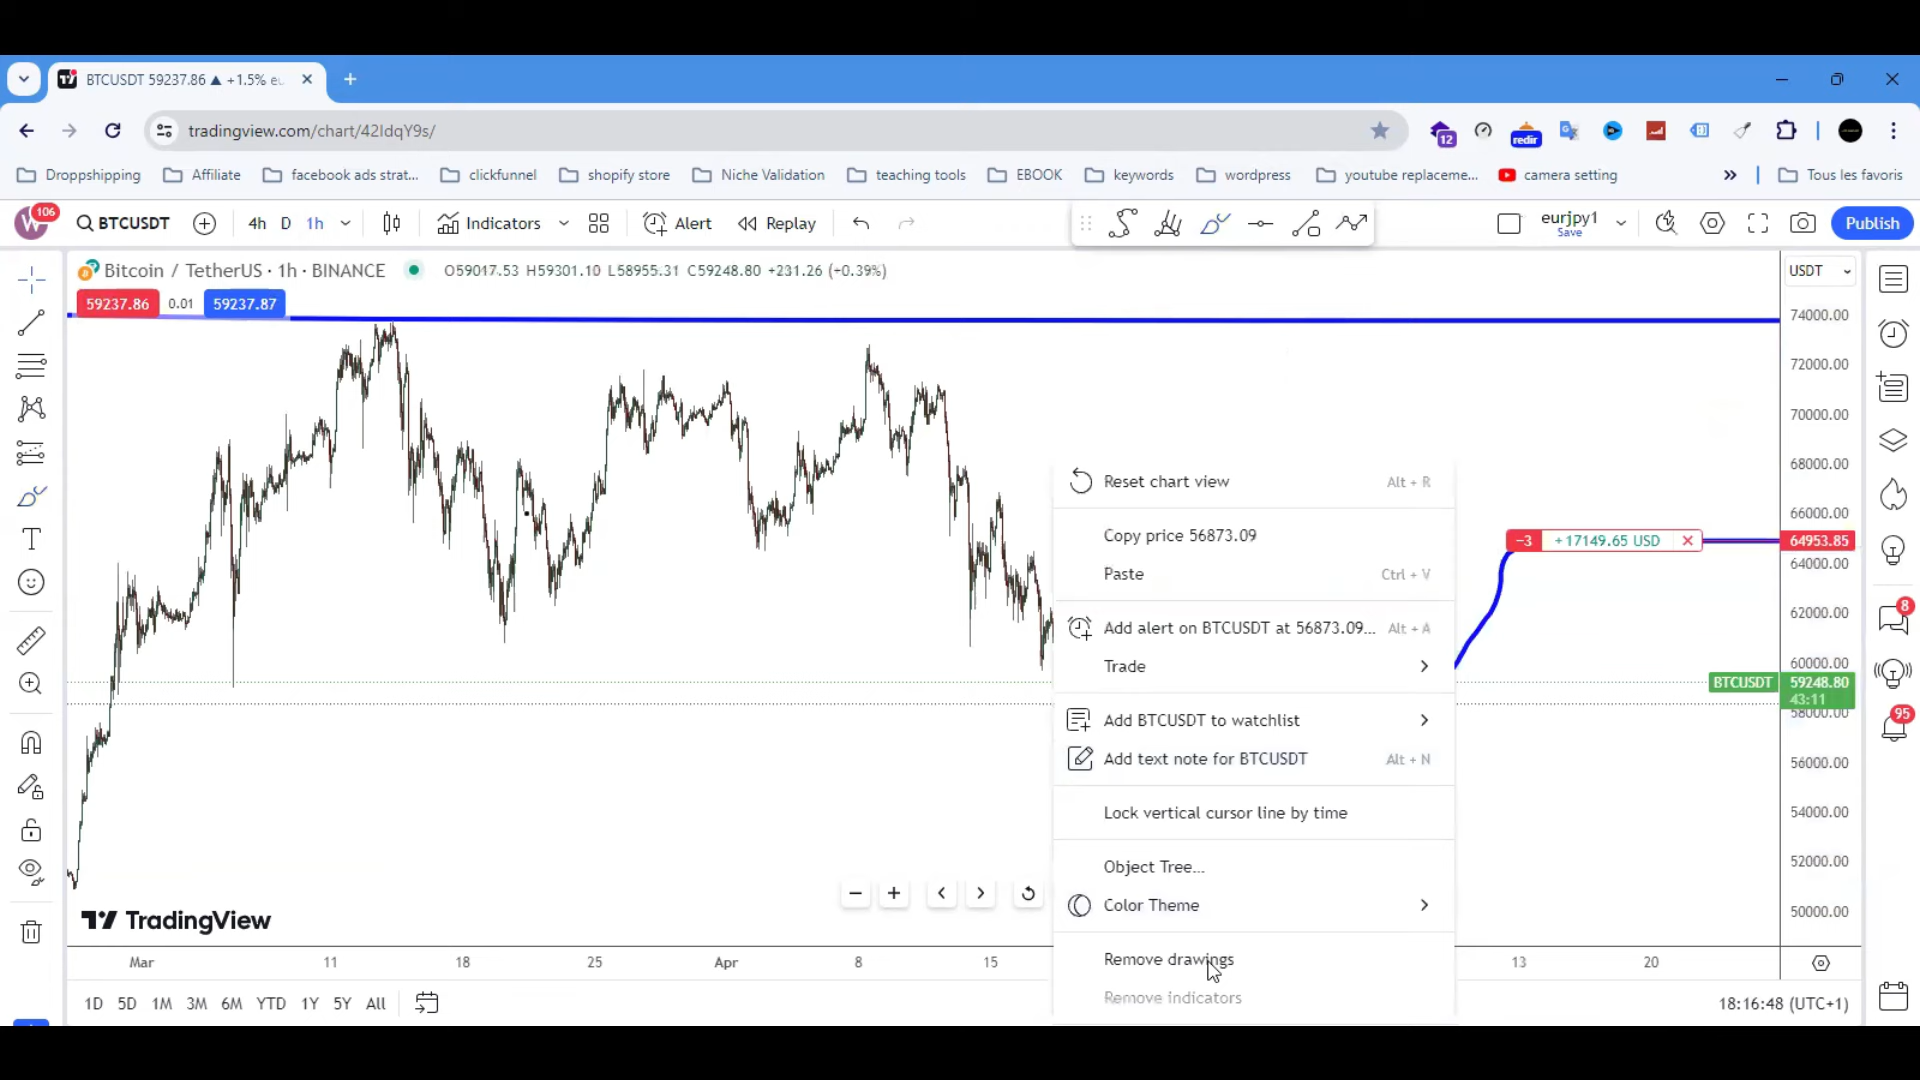 BTCUSDT 59237.86 ▲ +1.5%
tradingview.com/chart/42IdqY9s/
12
redir
Droppshipping
Affiliate
facebook ads strat...
clickfunnel
shopify store
Niche Validation
teaching tools
EBOOK
keywords
wordpress
youtube replaceme...
camera setting
Tous les favoris
W
106
BTCUSDT
4h
D
1h
Indicators
Alert
Replay
eurjpy1
Save
Publish
Bitcoin / TetherUS · 1h · BINANCE
O59017.53 H59301.10 L58955.31 C59248.80 +231.26 (+0.39%)
USDT
59237.86
0.01
59237.87
74000.00
72000.00
70000.00
68000.00
66000.00
64953.85
64000.00
62000.00
60000.00
BTCUSDT
59248.80
43:11
58000.00
56000.00
54000.00
52000.00
50000.00
−3
+17149.65 USD
8
95
Reset chart view
Alt + R
Copy price 56873.09
Paste
Ctrl + V
Add alert on BTCUSDT at 56873.09...
Alt + A
Trade
Add BTCUSDT to watchlist
Add text note for BTCUSDT
Alt + N
Lock vertical cursor line by time
Object Tree...
Color Theme
Remove drawings
Remove indicators
TradingView
Mar
11
18
25
Apr
8
15
13
20
1D
5D
1M
3M
6M
YTD
1Y
5Y
All
18:16:48 (UTC+1)